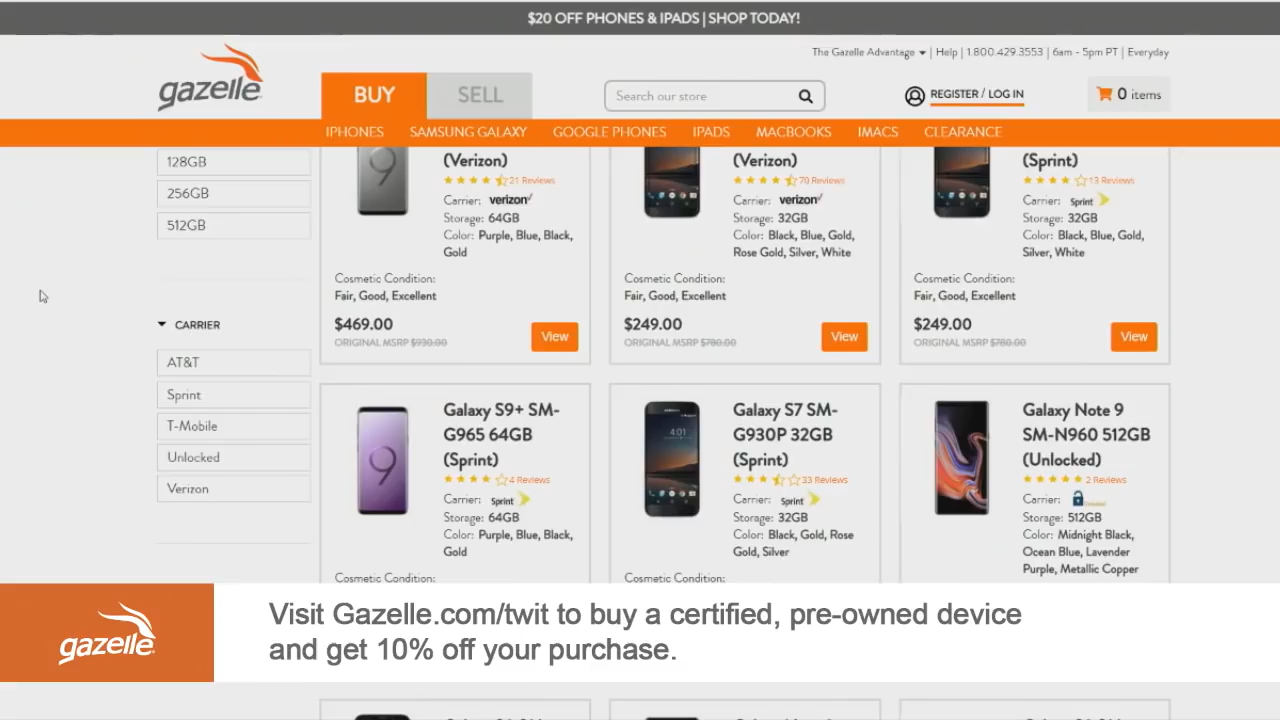 $20 OFF PHONES & IPADS | SHOP TODAY!
The Gazelle Advantage | Help | 1.800.429.3553 | 6am - 5pm PT | Everyday
gazelle
BUY
SELL
Search our store
REGISTER / LOG IN
0 items
IPHONES SAMSUNG GALAXY GOOGLE PHONES IPADS MACBOOKS IMACS CLEARANCE
128GB
256GB
512GB
CARRIER
AT&T
Sprint
T-Mobile
Unlocked
Verizon
9
(Verizon)
21 Reviews
Carrier: verizon
Storage: 64GB
Color: Purple, Blue, Black,
Gold
Cosmetic Condition:
Fair, Good, Excellent
$469.00
ORIGINAL MSRP $930.00
View
(Verizon)
70 Reviews
Carrier: verizon
Storage: 32GB
Color: Black, Blue, Gold,
Rose Gold, Silver, White
Cosmetic Condition:
Fair, Good, Excellent
$249.00
ORIGINAL MSRP $780.00
View
(Sprint)
13 Reviews
Carrier: Sprint
Storage: 32GB
Color: Black, Blue, Gold,
Silver, White
Cosmetic Condition:
Fair, Good, Excellent
$249.00
ORIGINAL MSRP $780.00
View
9
Galaxy S9+ SM-
G965 64GB
(Sprint)
4 Reviews
Carrier: Sprint
Storage: 64GB
Color: Purple, Blue, Black,
Gold
Cosmetic Condition:
4:01
Galaxy S7 SM-
G930P 32GB
(Sprint)
33 Reviews
Carrier: Sprint
Storage: 32GB
Color: Black, Gold, Rose
Gold, Silver
Cosmetic Condition:
Galaxy Note 9
SM-N960 512GB
(Unlocked)
2 Reviews
Carrier:
Storage: 512GB
Color: Midnight Black,
Ocean Blue, Lavender
Purple, Metallic Copper
gazelle
Visit Gazelle.com/twit to buy a certified, pre-owned device
and get 10% off your purchase.